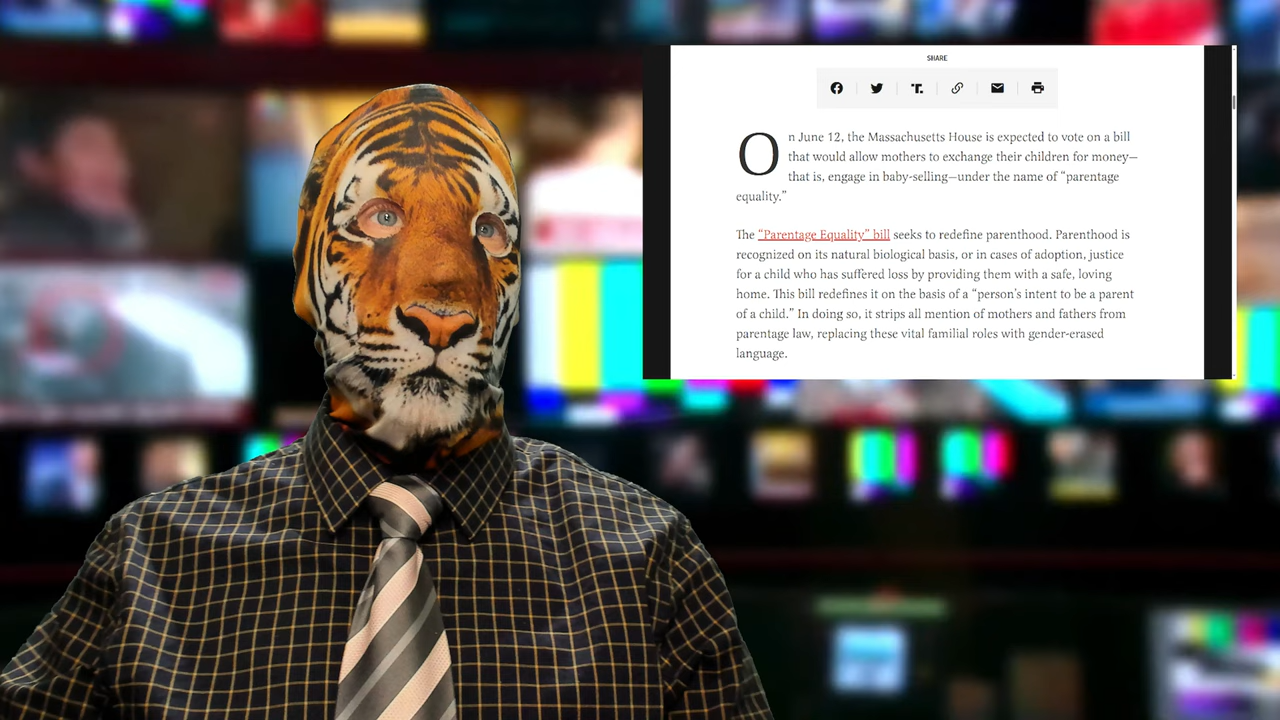 SHARE
On June 12, the Massachusetts House is expected to vote on a bill
that would allow mothers to exchange their children for money—
that is, engage in baby-selling—under the name of “parentage
equality.”
The “Parentage Equality” bill seeks to redefine parenthood. Parenthood is
recognized on its natural biological basis, or in cases of adoption, justice
for a child who has suffered loss by providing them with a safe, loving
home. This bill redefines it on the basis of a “person’s intent to be a parent
of a child.” In doing so, it strips all mention of mothers and fathers from
parentage law, replacing these vital familial roles with gender-erased
language.